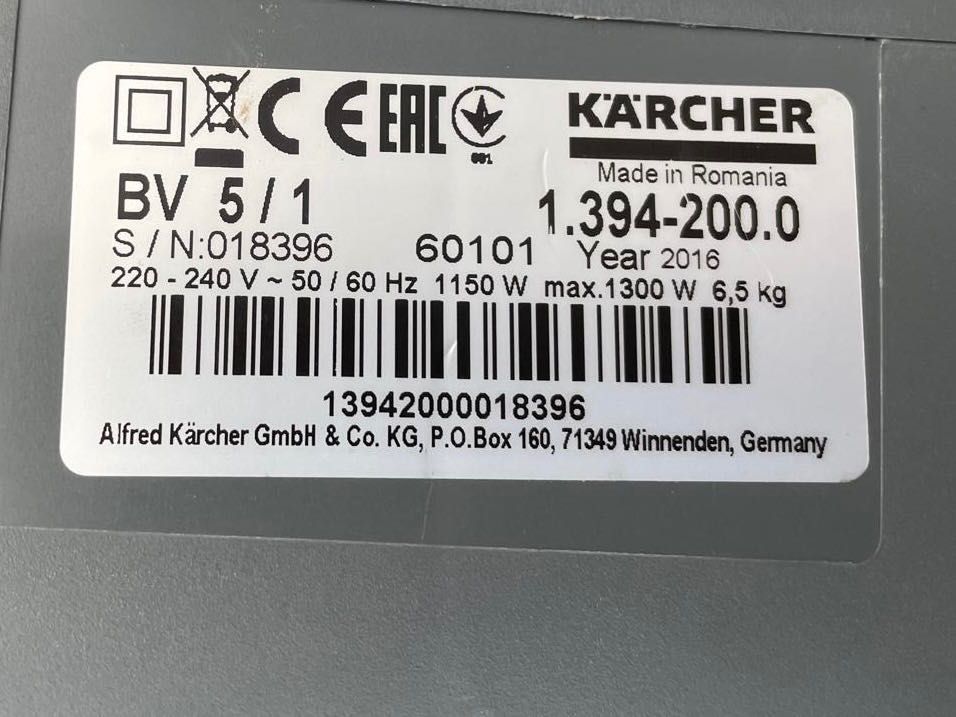 CE EAC
001
KÄRCHER
Made in Romania
BV 5 / 1 1.394-200.0
S / N:018396 60101 Year 2016
220 - 240 V ~ 50 / 60 Hz 1150 W max.1300 W 6,5 kg
13942000018396
Alfred Kärcher GmbH & Co. KG, P.O.Box 160, 71349 Winnenden, Germany